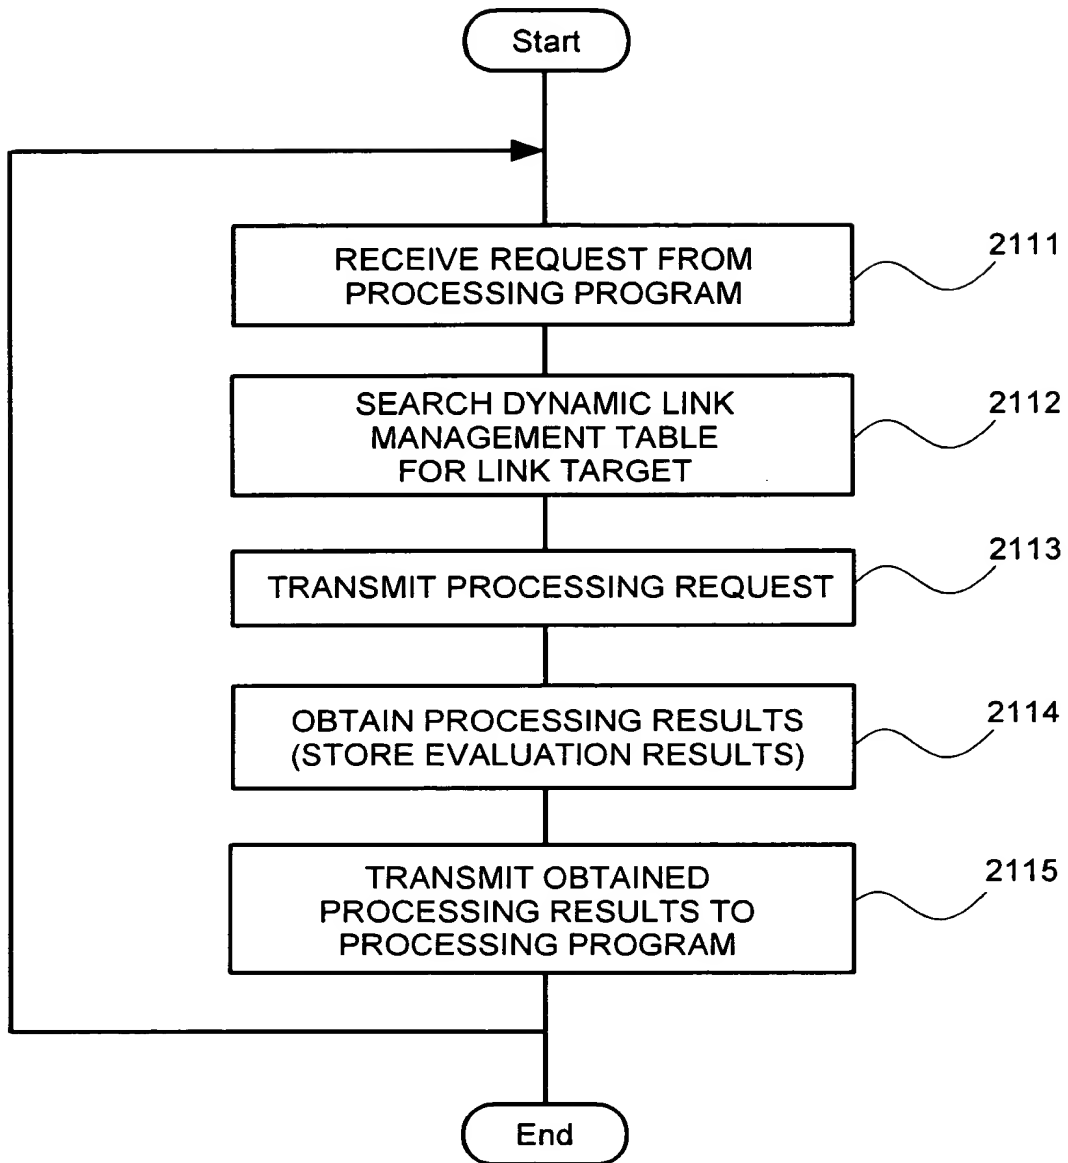 Start
RECEIVE REQUEST FROM
PROCESSING PROGRAM
2111
SEARCH DYNAMIC LINK
MANAGEMENT TABLE
FOR LINK TARGET
2112
TRANSMIT PROCESSING REQUEST
2113
OBTAIN PROCESSING RESULTS
(STORE EVALUATION RESULTS)
2114
TRANSMIT OBTAINED
PROCESSING RESULTS TO
PROCESSING PROGRAM
2115
End